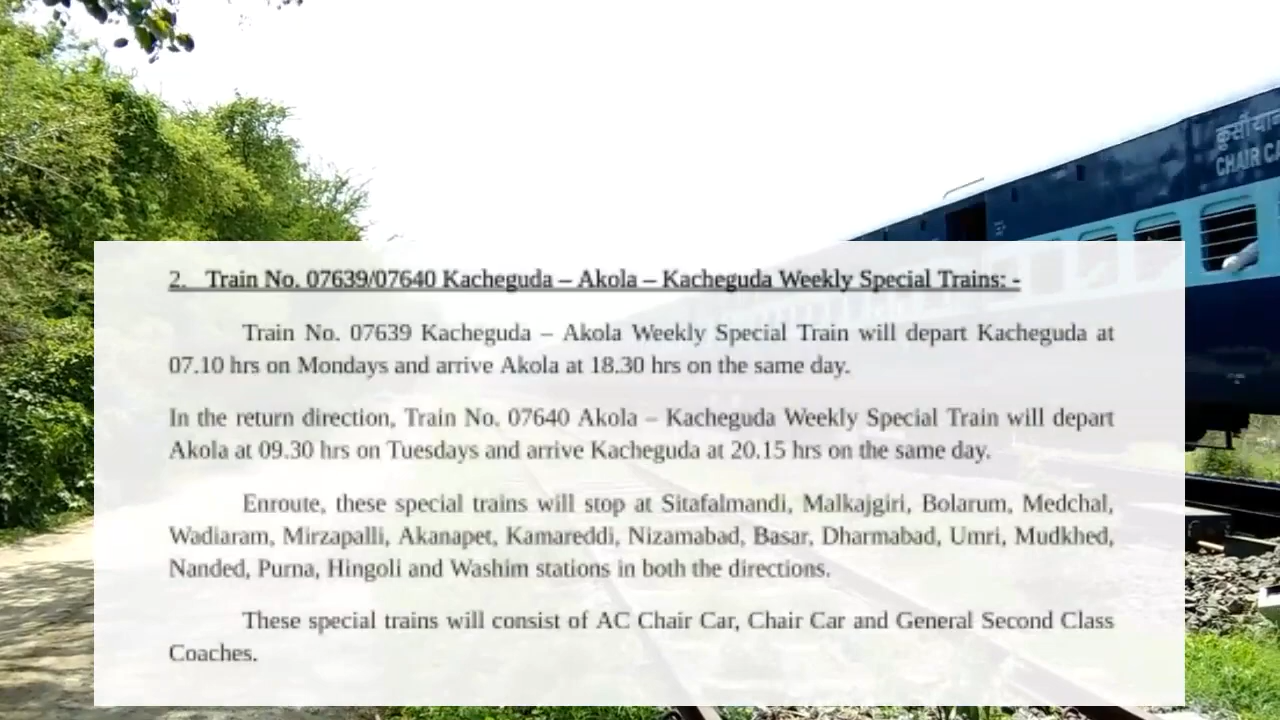 कुर्सीयान
CHAIR CA
2. Train No. 07639/07640 Kacheguda – Akola – Kacheguda Weekly Special Trains: -
Train No. 07639 Kacheguda – Akola Weekly Special Train will depart Kacheguda at
07.10 hrs on Mondays and arrive Akola at 18.30 hrs on the same day.
In the return direction, Train No. 07640 Akola – Kacheguda Weekly Special Train will depart
Akola at 09.30 hrs on Tuesdays and arrive Kacheguda at 20.15 hrs on the same day.
Enroute, these special trains will stop at Sitafalmandi, Malkajgiri, Bolarum, Medchal,
Wadiaram, Mirzapalli, Akanapet, Kamareddi, Nizamabad, Basar, Dharmabad, Umri, Mudkhed,
Nanded, Purna, Hingoli and Washim stations in both the directions.
These special trains will consist of AC Chair Car, Chair Car and General Second Class
Coaches.